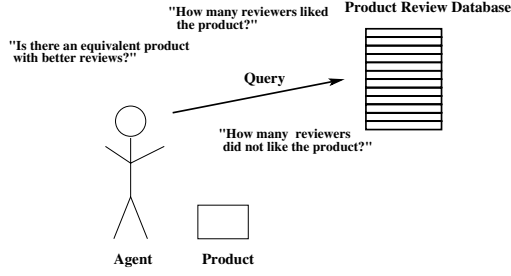 Product Review Database
"How many reviewers liked
the product?"
"Is there an equivalent product
with better reviews?"
Query
"How many reviewers
did not like the product?"
Agent
Product